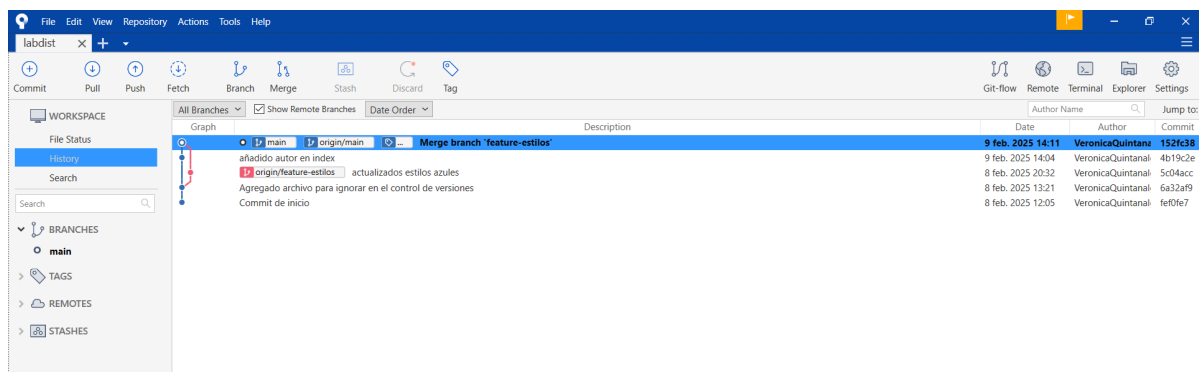 File Edit View Repository Actions Tools Help
labdist
Commit Pull Push Fetch Branch Merge Stash Discard Tag Git-flow Remote Terminal Explorer Settings
WORKSPACE
File Status
History
Search
Search
BRANCHES
main
TAGS
REMOTES
STASHES
All Branches Show Remote Branches Date Order Author Name Jump to:
Graph Description Date Author Commit
main origin/main ... Merge branch 'feature-estilos' 9 feb. 2025 14:11 VeronicaQuintana 152fc38
añadido autor en index 9 feb. 2025 14:04 VeronicaQuintanal 4b19c2e
origin/feature-estilos actualizados estilos azules 8 feb. 2025 20:32 VeronicaQuintanal 5c04acc
Agregado archivo para ignorar en el control de versiones 8 feb. 2025 13:21 VeronicaQuintanal 6a32af9
Commit de inicio 8 feb. 2025 12:05 VeronicaQuintanal fef0fe7